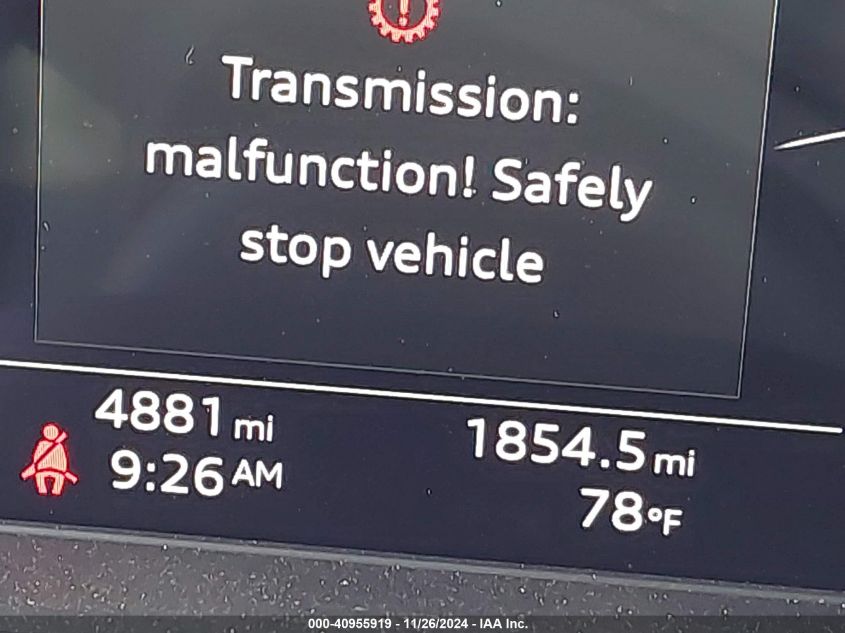 Transmission:
malfunction! Safely
stop vehicle
4881 mi
1854.5 mi
9:26 AM
78°F
000-40955919 - 11/26/2024 - IAA Inc.